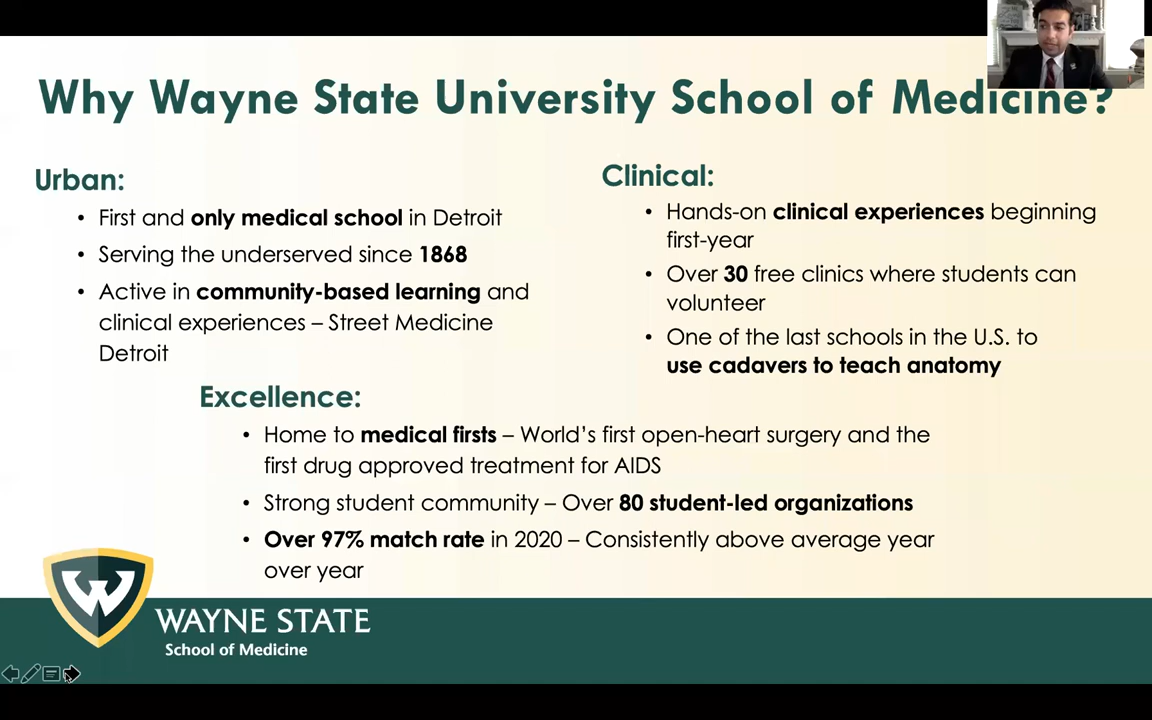 Why Wayne State University School of Medicine?
Urban:
• First and only medical school in Detroit
• Serving the underserved since 1868
• Active in community-based learning and
clinical experiences – Street Medicine
Detroit
Clinical:
• Hands-on clinical experiences beginning
first-year
• Over 30 free clinics where students can
volunteer
• One of the last schools in the U.S. to
use cadavers to teach anatomy
Excellence:
• Home to medical firsts – World’s first open-heart surgery and the
first drug approved treatment for AIDS
• Strong student community – Over 80 student-led organizations
• Over 97% match rate in 2020 – Consistently above average year
over year
W
WAYNE STATE
School of Medicine